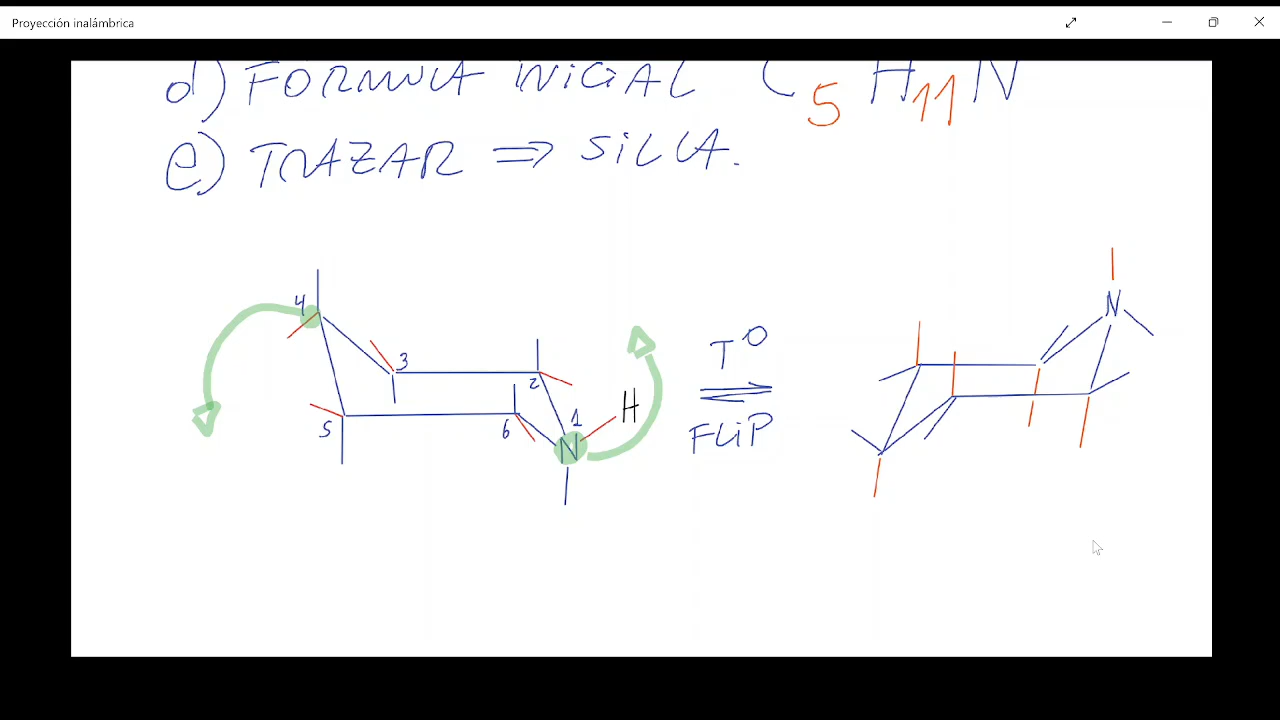 Proyección inalámbrica
d) FORMULA INICIAL C5H11N
e) TRAZAR ⇒ SILLA.
4
3
2
5
6
1
N
H
T°
⇌
FLIP
N